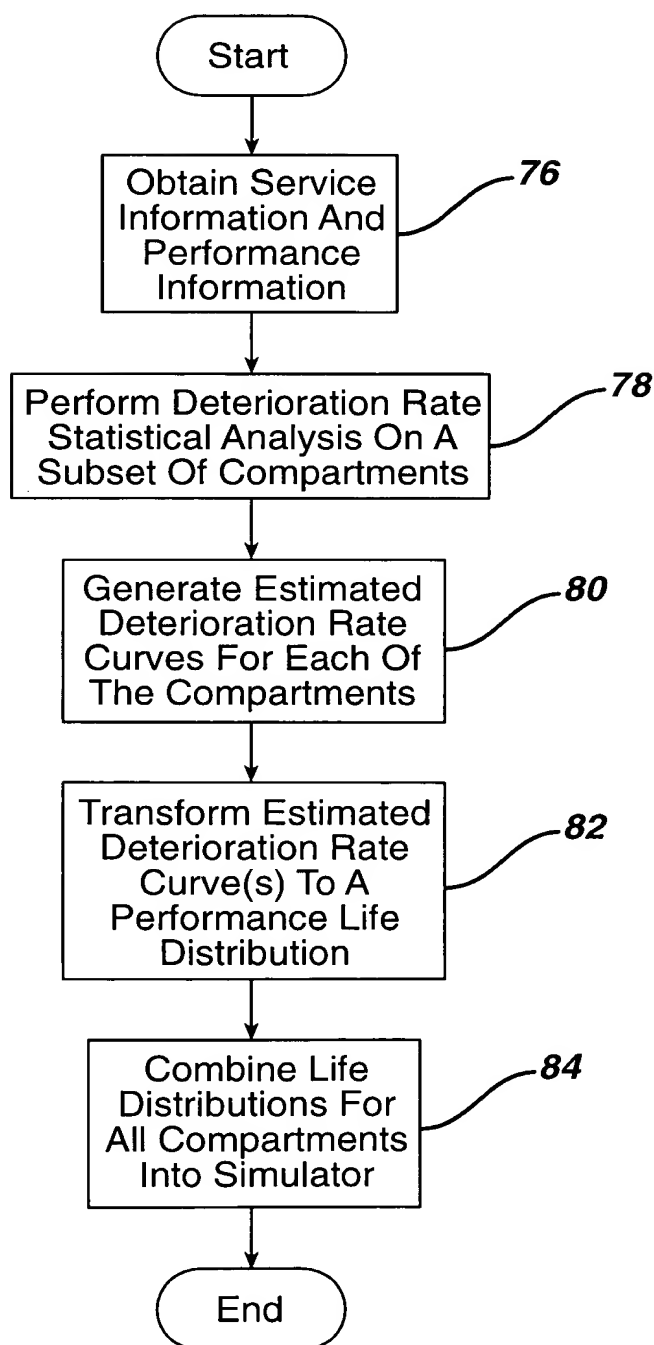 Start
76
Obtain Service
Information And
Performance
Information
78
Perform Deterioration Rate
Statistical Analysis On A
Subset Of Compartments
80
Generate Estimated
Deterioration Rate
Curves For Each Of
The Compartments
82
Transform Estimated
Deterioration Rate
Curve(s) To A
Performance Life
Distribution
84
Combine Life
Distributions For
All Compartments
Into Simulator
End